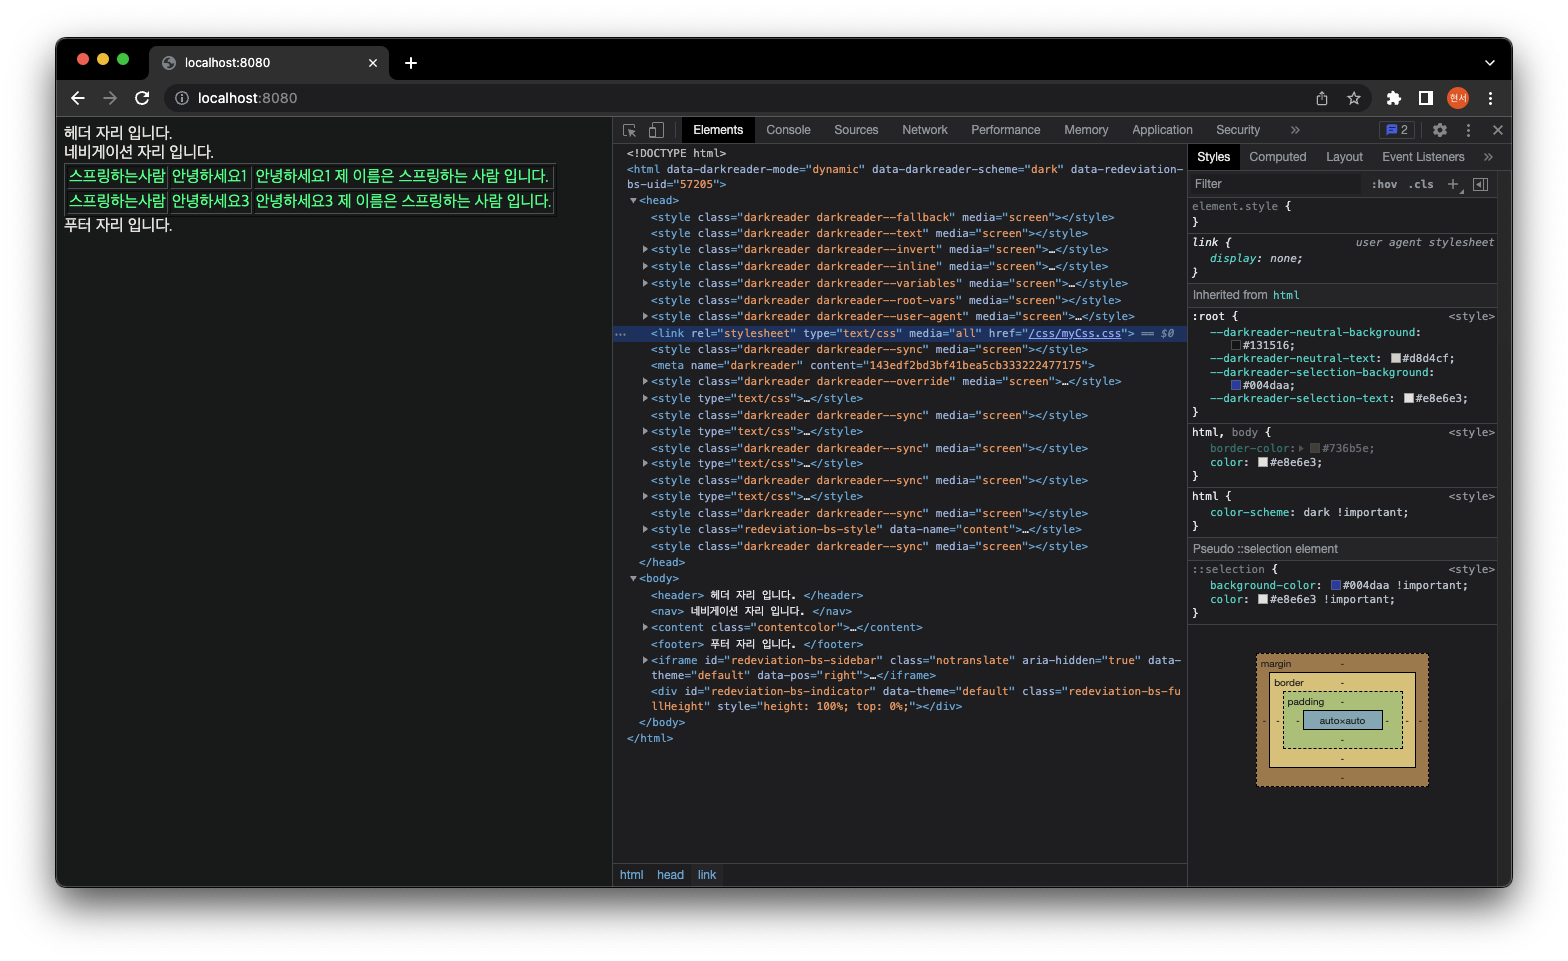 localhost:8080
localhost:8080
현서
헤더 자리 입니다.
네비게이션 자리 입니다.
스프링하는사람 안녕하세요1 안녕하세요1 제 이름은 스프링하는 사람 입니다.
스프링하는사람 안녕하세요3 안녕하세요3 제 이름은 스프링하는 사람 입니다.
푸터 자리 입니다.
Elements Console Sources Network Performance Memory Application Security » 2
<!DOCTYPE html>
<html data-darkreader-mode="dynamic" data-darkreader-scheme="dark" data-redeviation-
bs-uid="57205">
<head>
<style class="darkreader darkreader--fallback" media="screen"></style>
<style class="darkreader darkreader--text" media="screen"></style>
<style class="darkreader darkreader--invert" media="screen">…</style>
<style class="darkreader darkreader--inline" media="screen">…</style>
<style class="darkreader darkreader--variables" media="screen">…</style>
<style class="darkreader darkreader--root-vars" media="screen"></style>
<style class="darkreader darkreader--user-agent" media="screen">…</style>
<link rel="stylesheet" type="text/css" media="all" href="/css/myCss.css"> == $0
<style class="darkreader darkreader--sync" media="screen"></style>
<meta name="darkreader" content="143edf2bd3bf41bea5cb333222477175">
<style class="darkreader darkreader--override" media="screen">…</style>
<style type="text/css">…</style>
<style class="darkreader darkreader--sync" media="screen"></style>
<style type="text/css">…</style>
<style class="darkreader darkreader--sync" media="screen"></style>
<style type="text/css">…</style>
<style class="darkreader darkreader--sync" media="screen"></style>
<style type="text/css">…</style>
<style class="darkreader darkreader--sync" media="screen"></style>
<style class="redeviation-bs-style" data-name="content">…</style>
<style class="darkreader darkreader--sync" media="screen"></style>
</head>
<body>
<header> 헤더 자리 입니다. </header>
<nav> 네비게이션 자리 입니다. </nav>
<content class="contentcolor">…</content>
<footer> 푸터 자리 입니다. </footer>
<iframe id="redeviation-bs-sidebar" class="notranslate" aria-hidden="true" data-
theme="default" data-pos="right">…</iframe>
<div id="redeviation-bs-indicator" data-theme="default" class="redeviation-bs-fu
llHeight" style="height: 100%; top: 0%;"></div>
</body>
</html>
html head link
Styles Computed Layout Event Listeners »
Filter :hov .cls
element.style {
}
link { user agent stylesheet
display: none;
}
Inherited from html
:root { <style>
--darkreader-neutral-background:
#131516;
--darkreader-neutral-text: #d8d4cf;
--darkreader-selection-background:
#004daa;
--darkreader-selection-text: #e8e6e3;
}
html, body { <style>
border-color: #736b5e;
color: #e8e6e3;
}
html { <style>
color-scheme: dark !important;
}
Pseudo ::selection element
::selection { <style>
background-color: #004daa !important;
color: #e8e6e3 !important;
}
margin -
border -
padding -
- - - auto×auto - - -
-
-
-